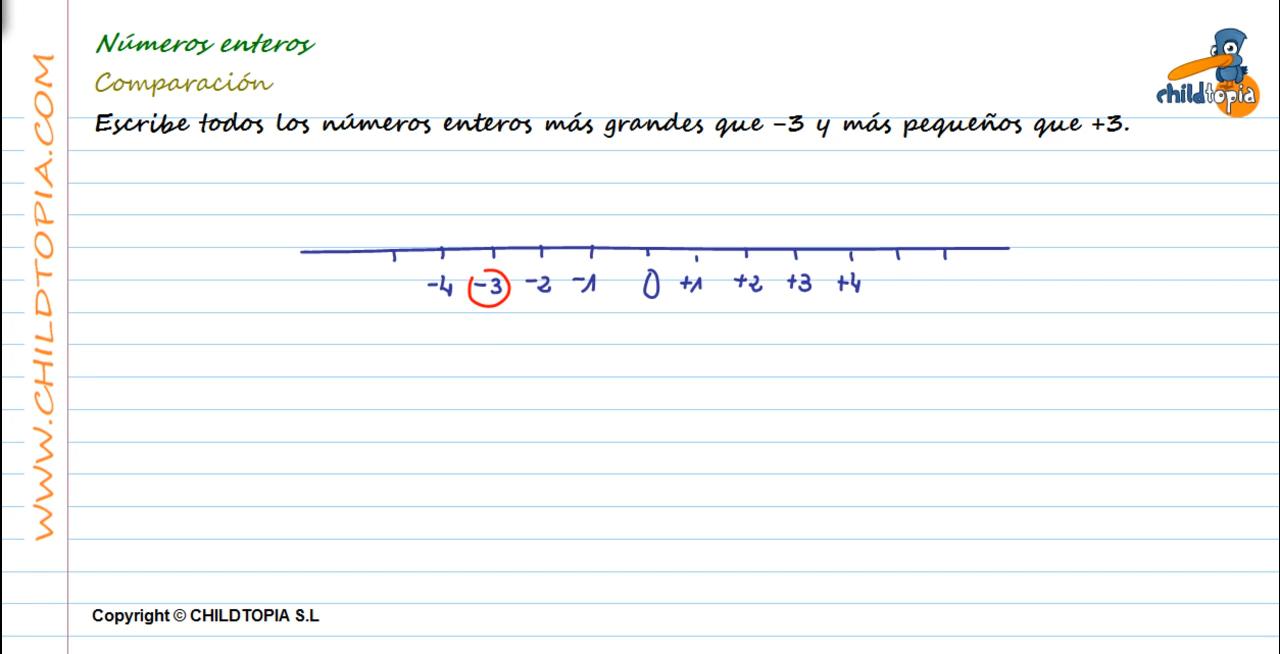 Números enteros
Comparación
childtopia
Escribe todos los números enteros más grandes que -3 y más pequeños que +3.
-4 -3 -2 -1 0 +1 +2 +3 +4
WWW.CHILDTOPIA.COM
Copyright © CHILDTOPIA S.L